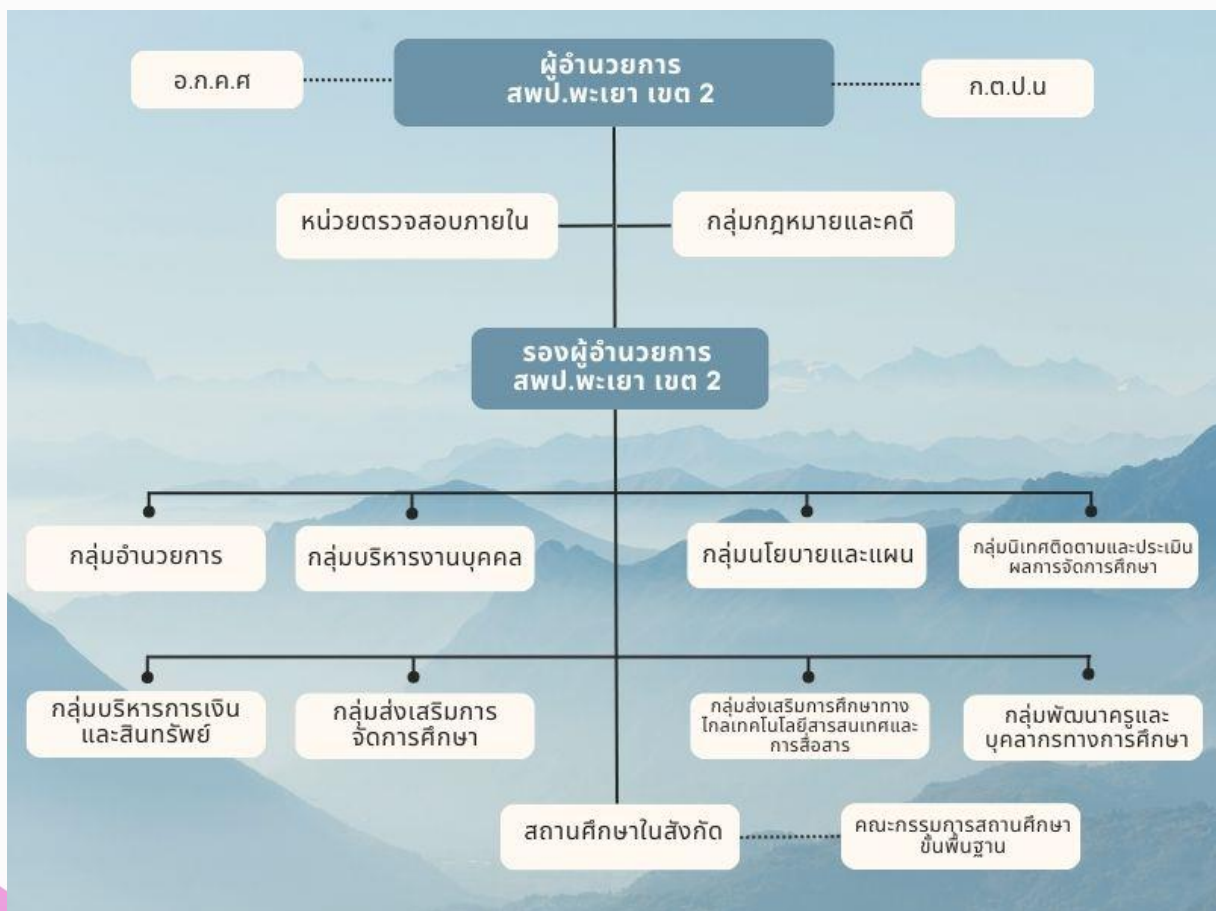 อ.ก.ค.ศ
ผู้อำนวยการ
สพป.พะเยา เขต 2
ก.ต.ป.น
หน่วยตรวจสอบภายใน
กลุ่มกฎหมายและคดี
รองผู้อำนวยการ
สพป.พะเยา เขต 2
กลุ่มอำนวยการ
กลุ่มบริหารงานบุคคล
กลุ่มนโยบายและแผน
กลุ่มนิเทศติดตามและประเมิน
ผลการจัดการศึกษา
กลุ่มบริหารการเงิน
และสินทรัพย์
กลุ่มส่งเสริมการ
จัดการศึกษา
กลุ่มส่งเสริมการศึกษาทาง
ไกลเทคโนโลยีสารสนเทศและ
การสื่อสาร
กลุ่มพัฒนาครูและ
บุคลากรทางการศึกษา
สถานศึกษาในสังกัด
คณะกรรมการสถานศึกษา
ขั้นพื้นฐาน